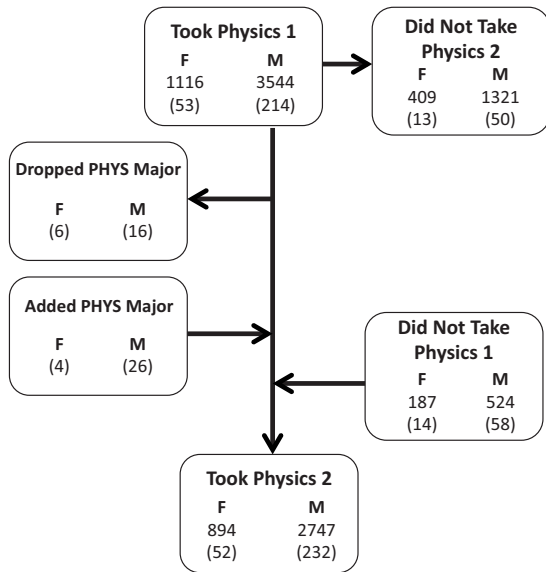 Took Physics 1
F M
1116 3544
(53) (214)
Did Not Take
Physics 2
F M
409 1321
(13) (50)
Dropped PHYS Major
F M
(6) (16)
Added PHYS Major
F M
(4) (26)
Did Not Take
Physics 1
F M
187 524
(14) (58)
Took Physics 2
F M
894 2747
(52) (232)